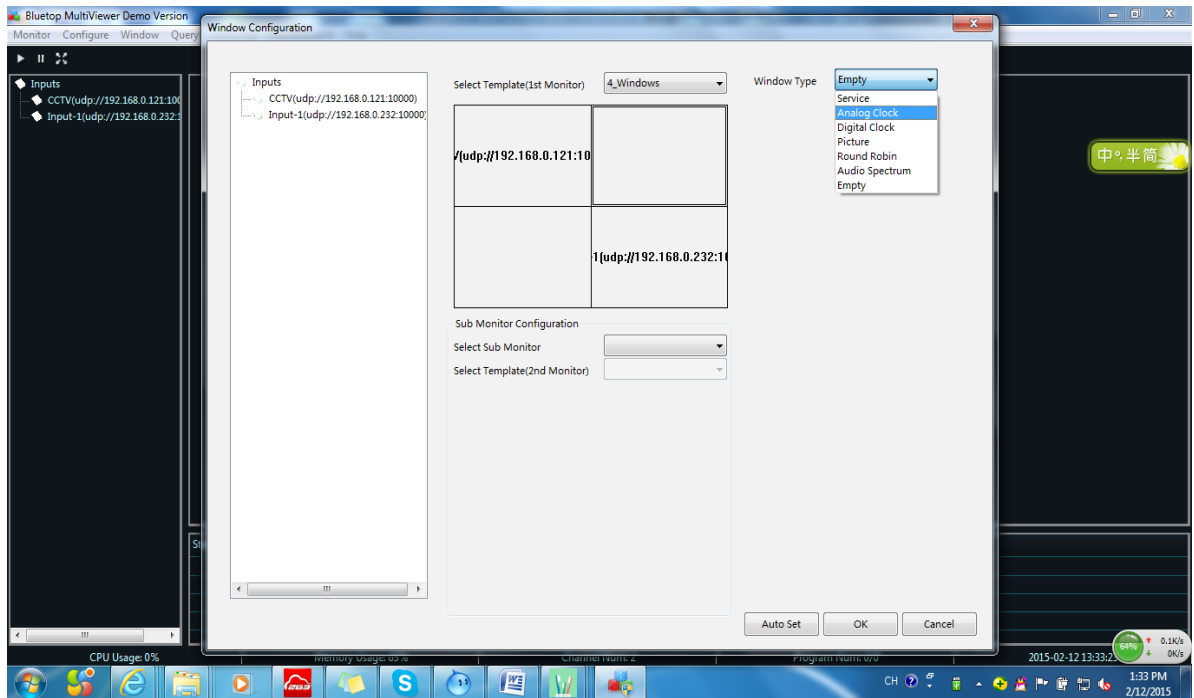 Bluetop MultiViewer Demo Version
Monitor Configure Window Query
Inputs
CCTV(udp://192.168.0.121:100
Input-1(udp://192.168.0.232:1
Window Configuration
Inputs
CCTV(udp://192.168.0.121:10000)
Input-1(udp://192.168.0.232:10000)
Select Template(1st Monitor)
4_Windows
Window Type
Empty
Service
Analog Clock
Digital Clock
Picture
Round Robin
Audio Spectrum
Empty
/(udp://192.168.0.121:10
1(udp://192.168.0.232:10
Sub Monitor Configuration
Select Sub Monitor
Select Template(2nd Monitor)
Auto Set
OK
Cancel
中 半 简
CPU Usage: 0%
Memory Usage: 63%
Channel Num: 2
Program Num: 0/0
2015-02-12 13:33:2
64%
0.1K/s
0K/s
263
CH
1:33 PM
2/12/2015